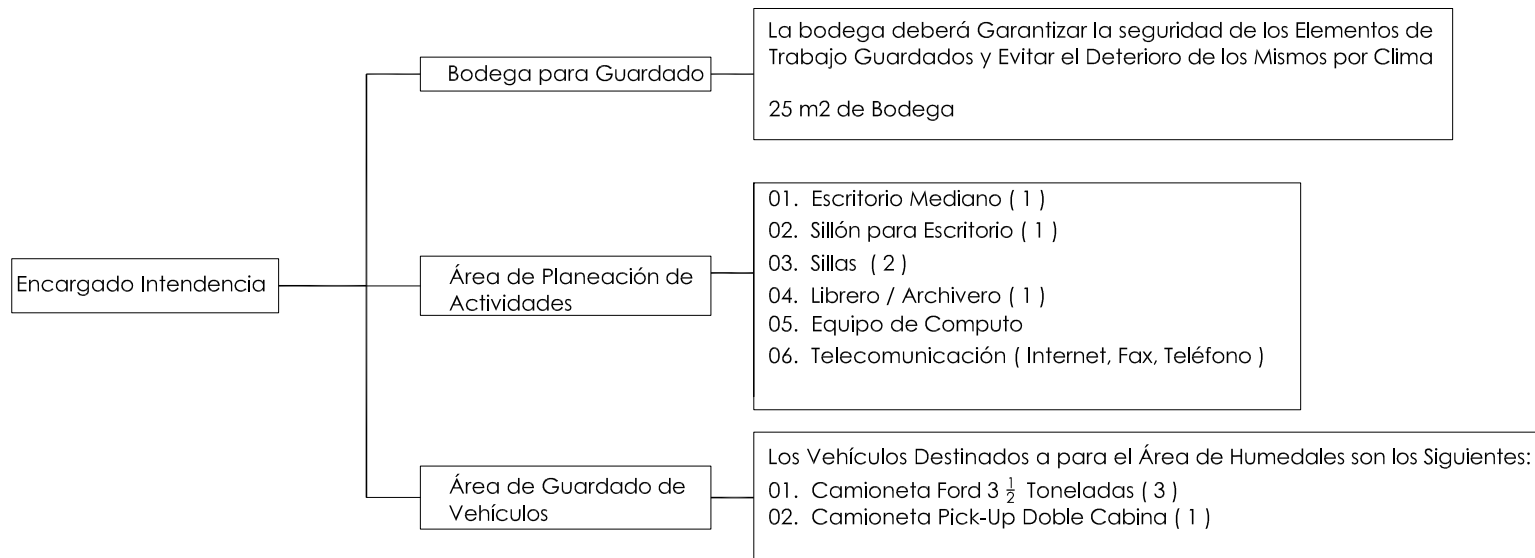 Encargado Intendencia
Bodega para Guardado
La bodega deberá Garantizar la seguridad de los Elementos de
Trabajo Guardados y Evitar el Deterioro de los Mismos por Clima
25 m2 de Bodega
Área de Planeación de
Actividades
01. Escritorio Mediano ( 1 )
02. Sillón para Escritorio ( 1 )
03. Sillas ( 2 )
04. Librero / Archivero ( 1 )
05. Equipo de Computo
06. Telecomunicación ( Internet, Fax, Teléfono )
Área de Guardado de
Vehículos
Los Vehículos Destinados a para el Área de Humedales son los Siguientes:
01. Camioneta Ford 3 ½ Toneladas ( 3 )
02. Camioneta Pick-Up Doble Cabina ( 1 )